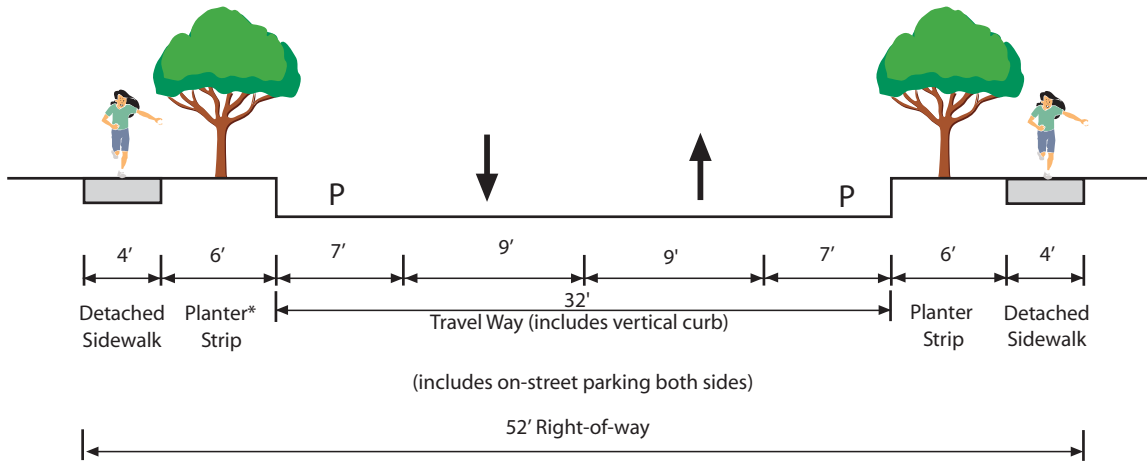 P
P
4’
6’
7’
9’
9'
7’
6’
4’
Detached
Sidewalk
Planter*
Strip
32'
Travel Way (includes vertical curb)
Planter
Strip
Detached
Sidewalk
(includes on-street parking both sides)
52’ Right-of-way